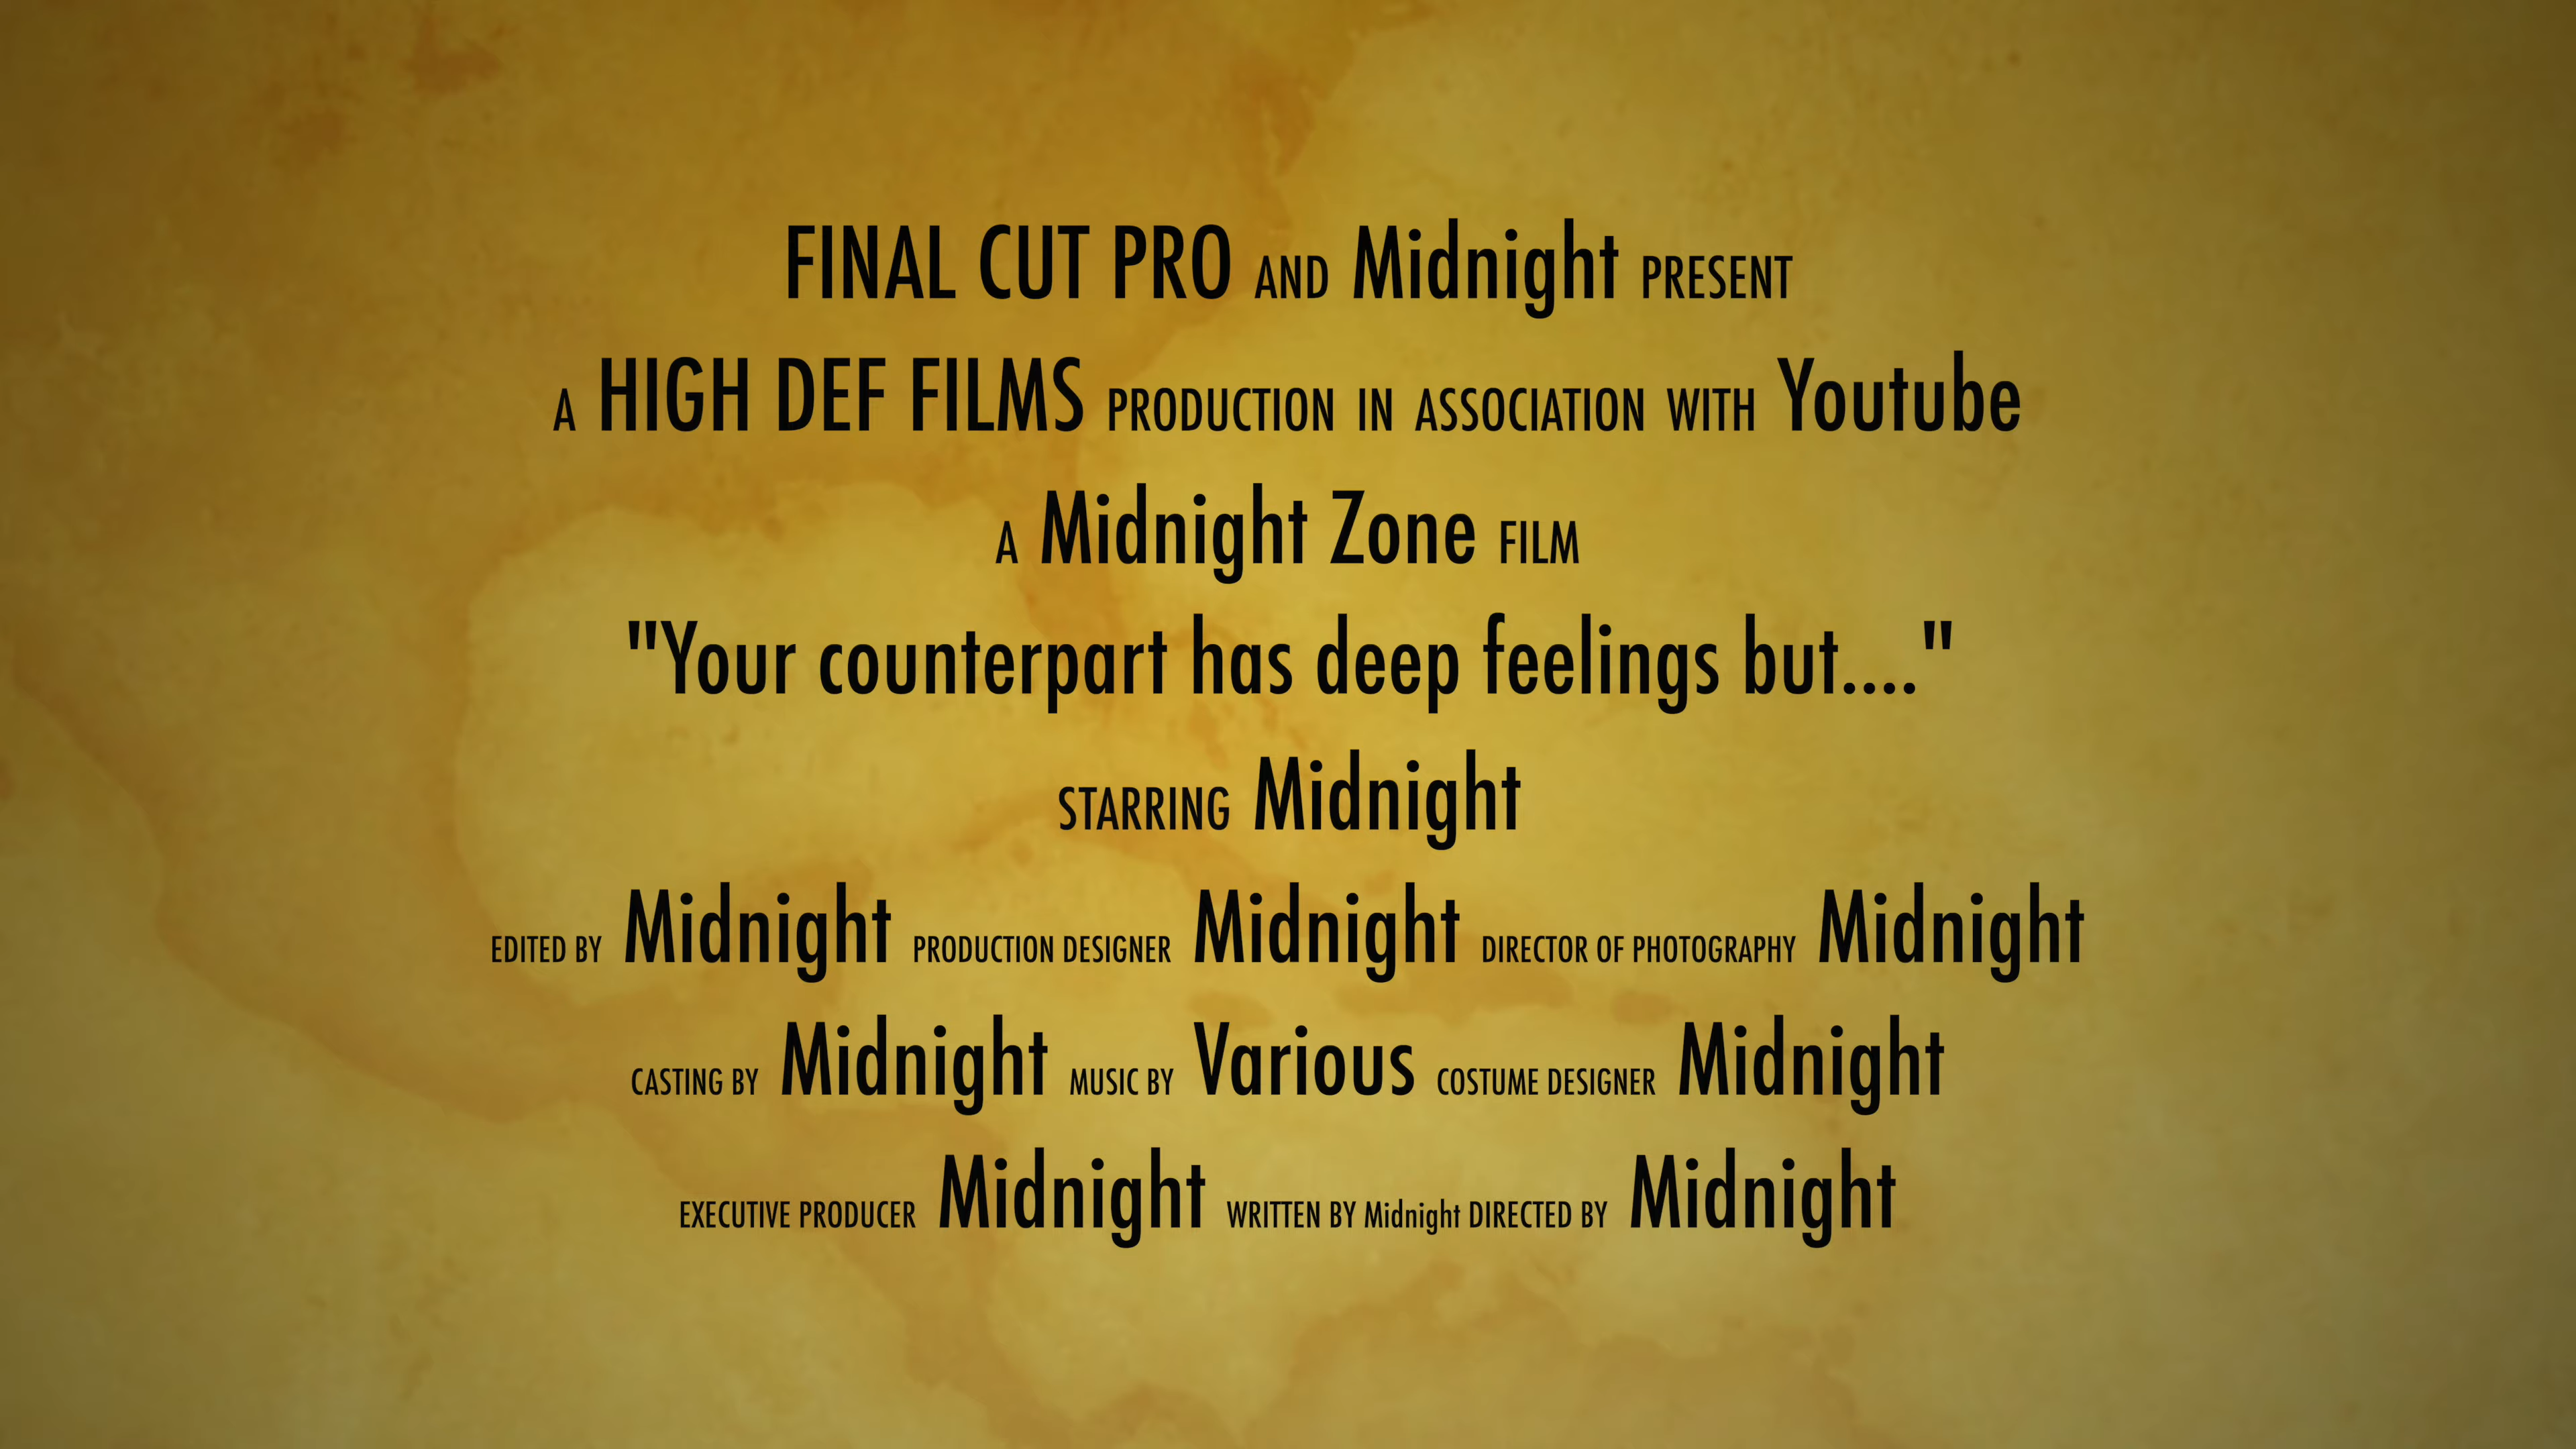 FINAL CUT PRO AND Midnight PRESENT
A HIGH DEF FILMS PRODUCTION IN ASSOCIATION WITH Youtube
A Midnight Zone FILM
"Your counterpart has deep feelings but...."
STARRING Midnight
EDITED BY Midnight PRODUCTION DESIGNER Midnight DIRECTOR OF PHOTOGRAPHY Midnight
CASTING BY Midnight MUSIC BY Various COSTUME DESIGNER Midnight
EXECUTIVE PRODUCER Midnight WRITTEN BY Midnight DIRECTED BY Midnight